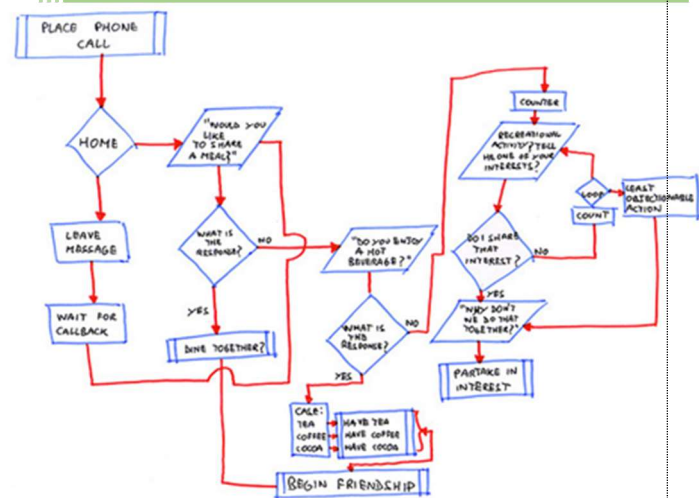 PLACE PHONE
CALL
HOME
LEAVE
MESSAGE
WAIT FOR
CALLBACK
"WOULD YOU
LIKE
TO SHARE
A MEAL?"
WHAT IS
THE
RESPONSE?
NO
YES
DINE TOGETHER?
"DO YOU ENJOY
A HOT
BEVERAGE?"
WHAT IS
THE
RESPONSE?
NO
YES
CASE:
TEA
COFFEE
COCOA
HAVE TEA
HAVE COFFEE
HAVE COCOA
BEGIN FRIENDSHIP
COUNTER
RECREATIONAL
ACTIVITY? TELL
ME ONE OF YOUR
INTERESTS?
LOOP
COUNT
LEAST
OBJECTIONABLE
ACTION
DO I SHARE
THAT
INTEREST?
NO
YES
"WHY DON'T
WE DO THAT
TOGETHER?"
PARTAKE IN
INTEREST